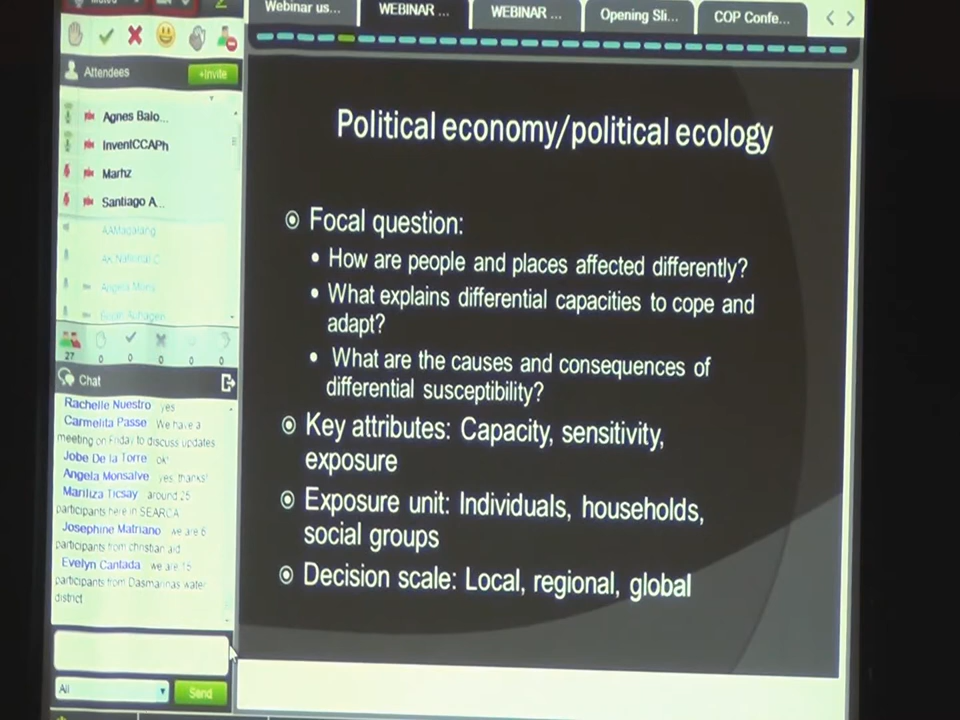 Webinar us...
WEBINAR ...
WEBINAR ...
Opening Sli...
COP Confe...
Attendees
+Invite
Agnes Balo...
InventCCAPh
Marhz
Santiago A...
27
0
0
0
0
0
Chat
Rachelle Nuestro yes
Carmelita Passe We have a
meeting on Friday to discuss updates
Jobe De la Torre ok!
Angela Monsalve yes, thanks!
Mariliza Ticsay around 25
participants here in SEARCA
Josephine Matriano we are 6
participants from christian aid
Evelyn Cantada we are 15
participants from Dasmarinas water
district
All
Send
Political economy/political ecology
Focal question:
• How are people and places affected differently?
• What explains differential capacities to cope and
adapt?
• What are the causes and consequences of
differential susceptibility?
Key attributes: Capacity, sensitivity,
exposure
Exposure unit: Individuals, households,
social groups
Decision scale: Local, regional, global